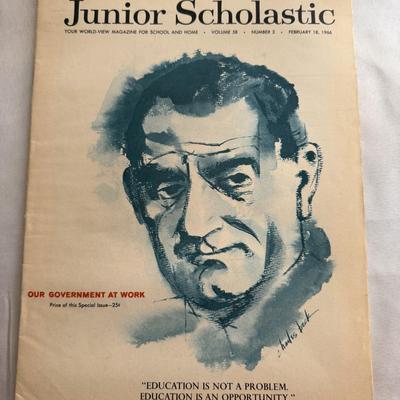 Junior Scholastic
YOUR WORLD-VIEW MAGAZINE FOR SCHOOL AND HOME • VOLUME 58 • NUMBER 3 • FEBRUARY 18, 1966
OUR GOVERNMENT AT WORK
Price of this Special Issue—25¢
"EDUCATION IS NOT A PROBLEM.
EDUCATION IS AN OPPORTUNITY."